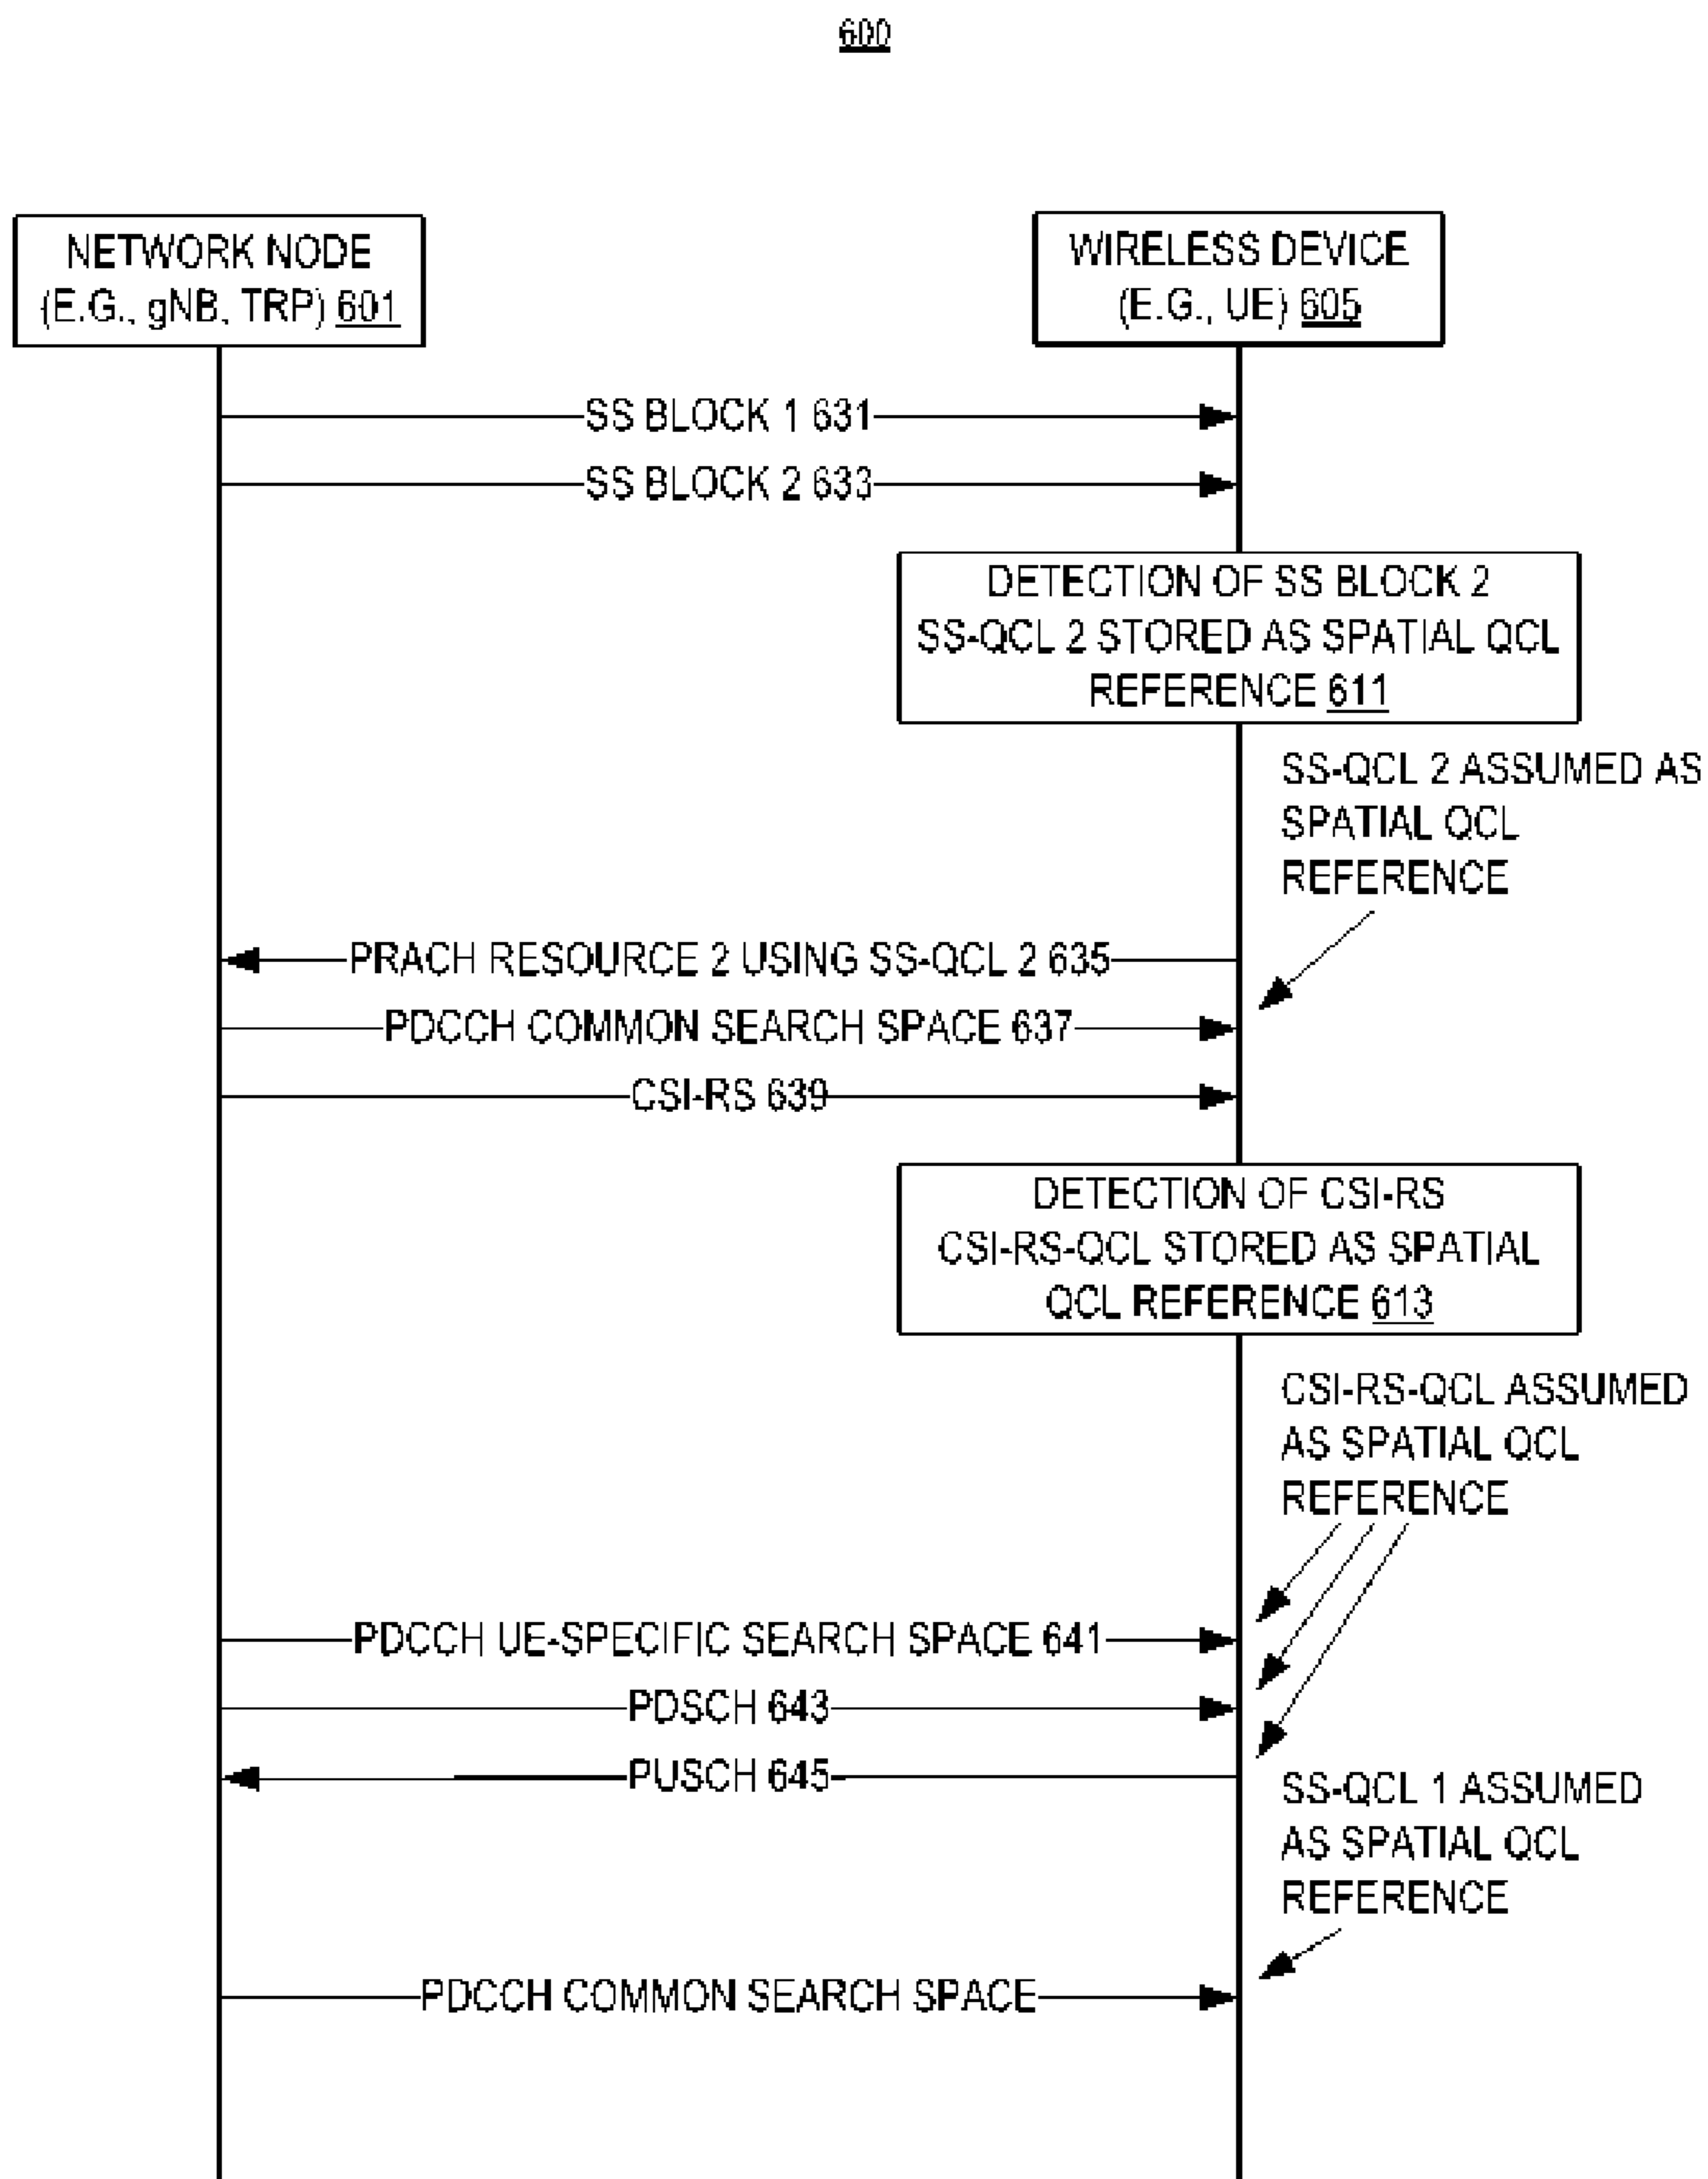 600
NETWORK NODE
(E.G., gNB, TRP) 601
WIRELESS DEVICE
(E.G., UE) 605
SS BLOCK 1 631
SS BLOCK 2 633
DETECTION OF SS BLOCK 2
SS-QCL 2 STORED AS SPATIAL QCL
REFERENCE 611
SS-QCL 2 ASSUMED AS
SPATIAL QCL
REFERENCE
PRACH RESOURCE 2 USING SS-QCL 2 635
PDCCH COMMON SEARCH SPACE 637
CSI-RS 639
DETECTION OF CSI-RS
CSI-RS-QCL STORED AS SPATIAL
QCL REFERENCE 613
CSI-RS-QCL ASSUMED
AS SPATIAL QCL
REFERENCE
PDCCH UE-SPECIFIC SEARCH SPACE 641
PDSCH 643
PUSCH 645
SS-QCL 1 ASSUMED
AS SPATIAL QCL
REFERENCE
PDCCH COMMON SEARCH SPACE